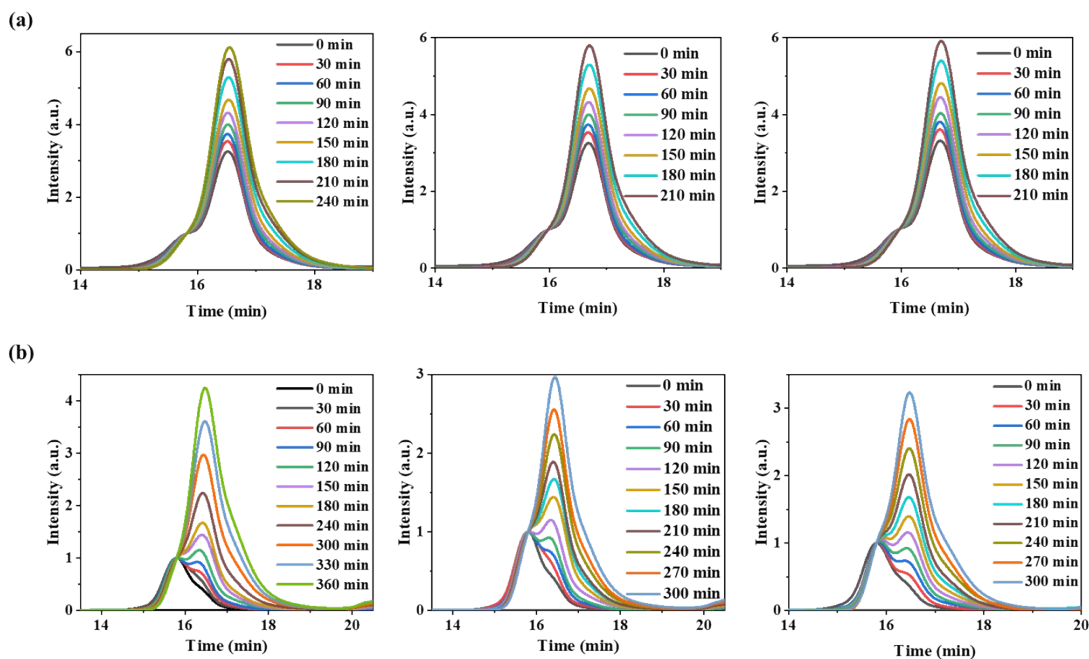 (a)
Intensity (a.u.)
6
4
2
0
14
16
18
Time (min)
0 min
30 min
60 min
90 min
120 min
150 min
180 min
210 min
240 min
Intensity (a.u.)
6
4
2
0
14
16
18
Time (min)
0 min
30 min
60 min
90 min
120 min
150 min
180 min
210 min
Intensity (a.u.)
6
4
2
0
14
16
18
Time (min)
0 min
30 min
60 min
90 min
120 min
150 min
180 min
210 min
(b)
Intensity (a.u.)
4
3
2
1
0
14
16
18
20
Time (min)
0 min
30 min
60 min
90 min
120 min
150 min
180 min
240 min
300 min
330 min
360 min
Intensity (a.u.)
3
2
1
0
14
16
18
20
Time (min)
0 min
30 min
60 min
90 min
120 min
150 min
180 min
210 min
240 min
270 min
300 min
Intensity (a.u.)
3
2
1
0
14
16
18
20
Time (min)
0 min
30 min
60 min
90 min
120 min
150 min
180 min
210 min
240 min
270 min
300 min